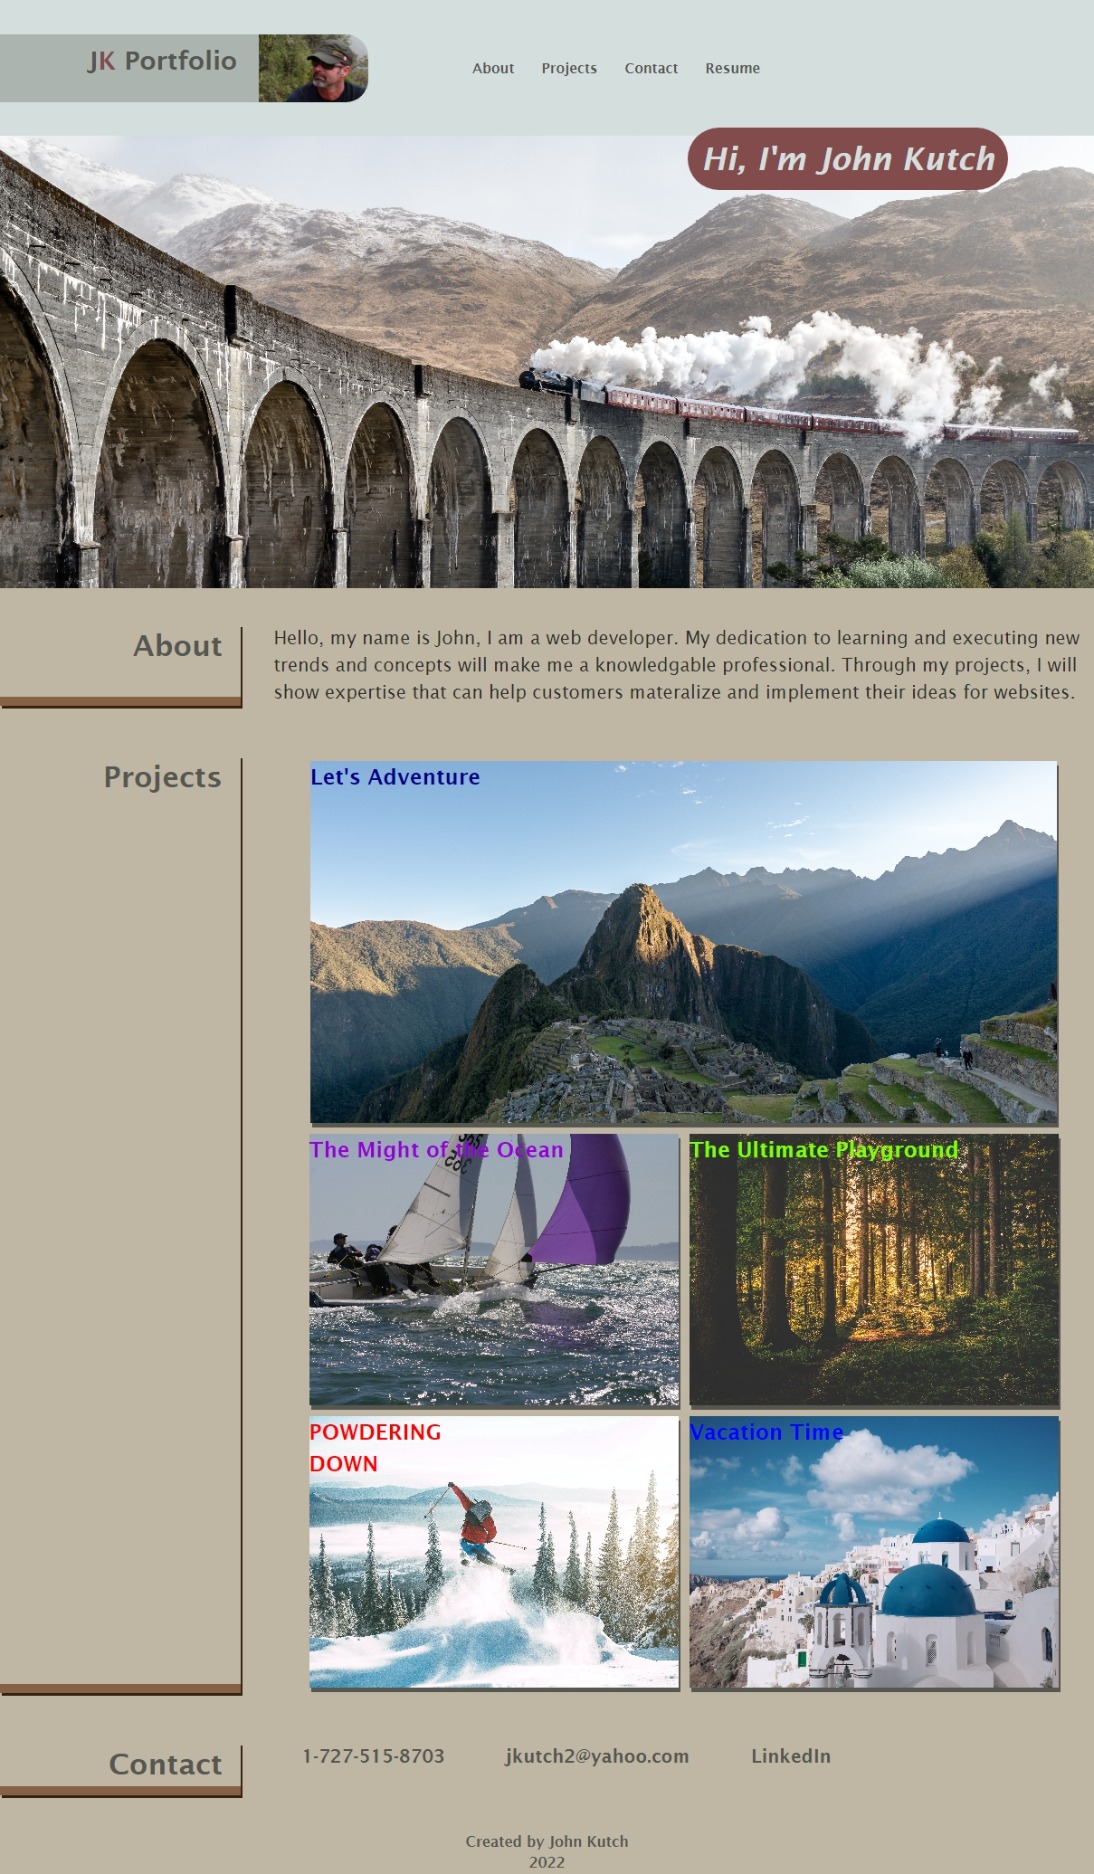 JK Portfolio
About Projects Contact Resume
Hi, I'm John Kutch
About
Hello, my name is John, I am a web developer. My dedication to learning and executing new
trends and concepts will make me a knowledgable professional. Through my projects, I will
show expertise that can help customers materalize and implement their ideas for websites.
Projects
Let's Adventure
The Might of the Ocean
The Ultimate Playground
POWDERING
DOWN
Vacation Time
Contact
1-727-515-8703 jkutch2@yahoo.com LinkedIn
Created by John Kutch
2022